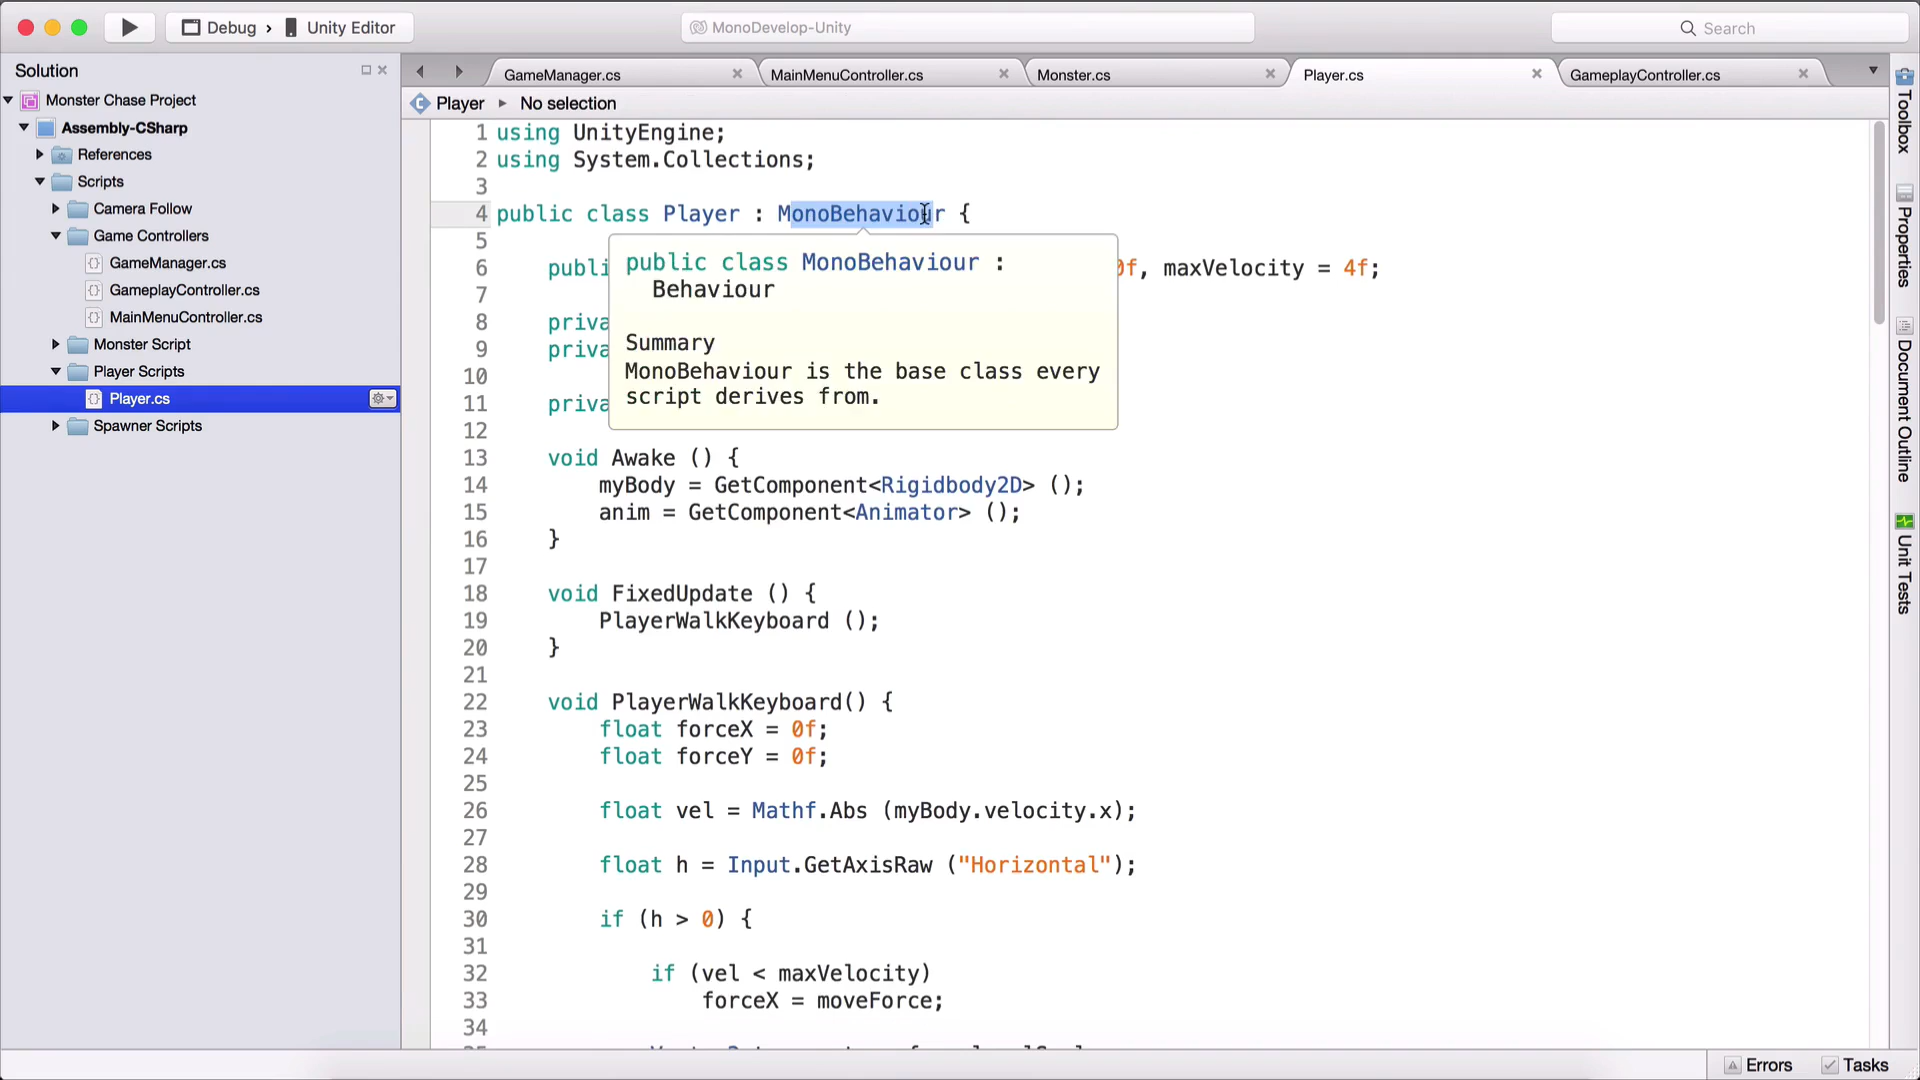 Debug › Unity Editor
MonoDevelop-Unity
Search
Solution
Monster Chase Project
Assembly-CSharp
References
Scripts
Camera Follow
Game Controllers
GameManager.cs
GameplayController.cs
MainMenuController.cs
Monster Script
Player Scripts
Player.cs
Spawner Scripts
GameManager.cs
MainMenuController.cs
Monster.cs
Player.cs
GameplayController.cs
Player ▸ No selection
1 using UnityEngine;
2 using System.Collections;
3
4 public class Player : MonoBehaviour {
5
6 publi 0f, maxVelocity = 4f;
7
8 priva
9 priva
10
11 priva
12
13 void Awake () {
14 myBody = GetComponent<Rigidbody2D> ();
15 anim = GetComponent<Animator> ();
16 }
17
18 void FixedUpdate () {
19 PlayerWalkKeyboard ();
20 }
21
22 void PlayerWalkKeyboard() {
23 float forceX = 0f;
24 float forceY = 0f;
25
26 float vel = Mathf.Abs (myBody.velocity.x);
27
28 float h = Input.GetAxisRaw ("Horizontal");
29
30 if (h > 0) {
31
32 if (vel < maxVelocity)
33 forceX = moveForce;
34
public class MonoBehaviour :
Behaviour
Summary
MonoBehaviour is the base class every
script derives from.
Toolbox
Properties
Document Outline
Unit Tests
Errors
Tasks